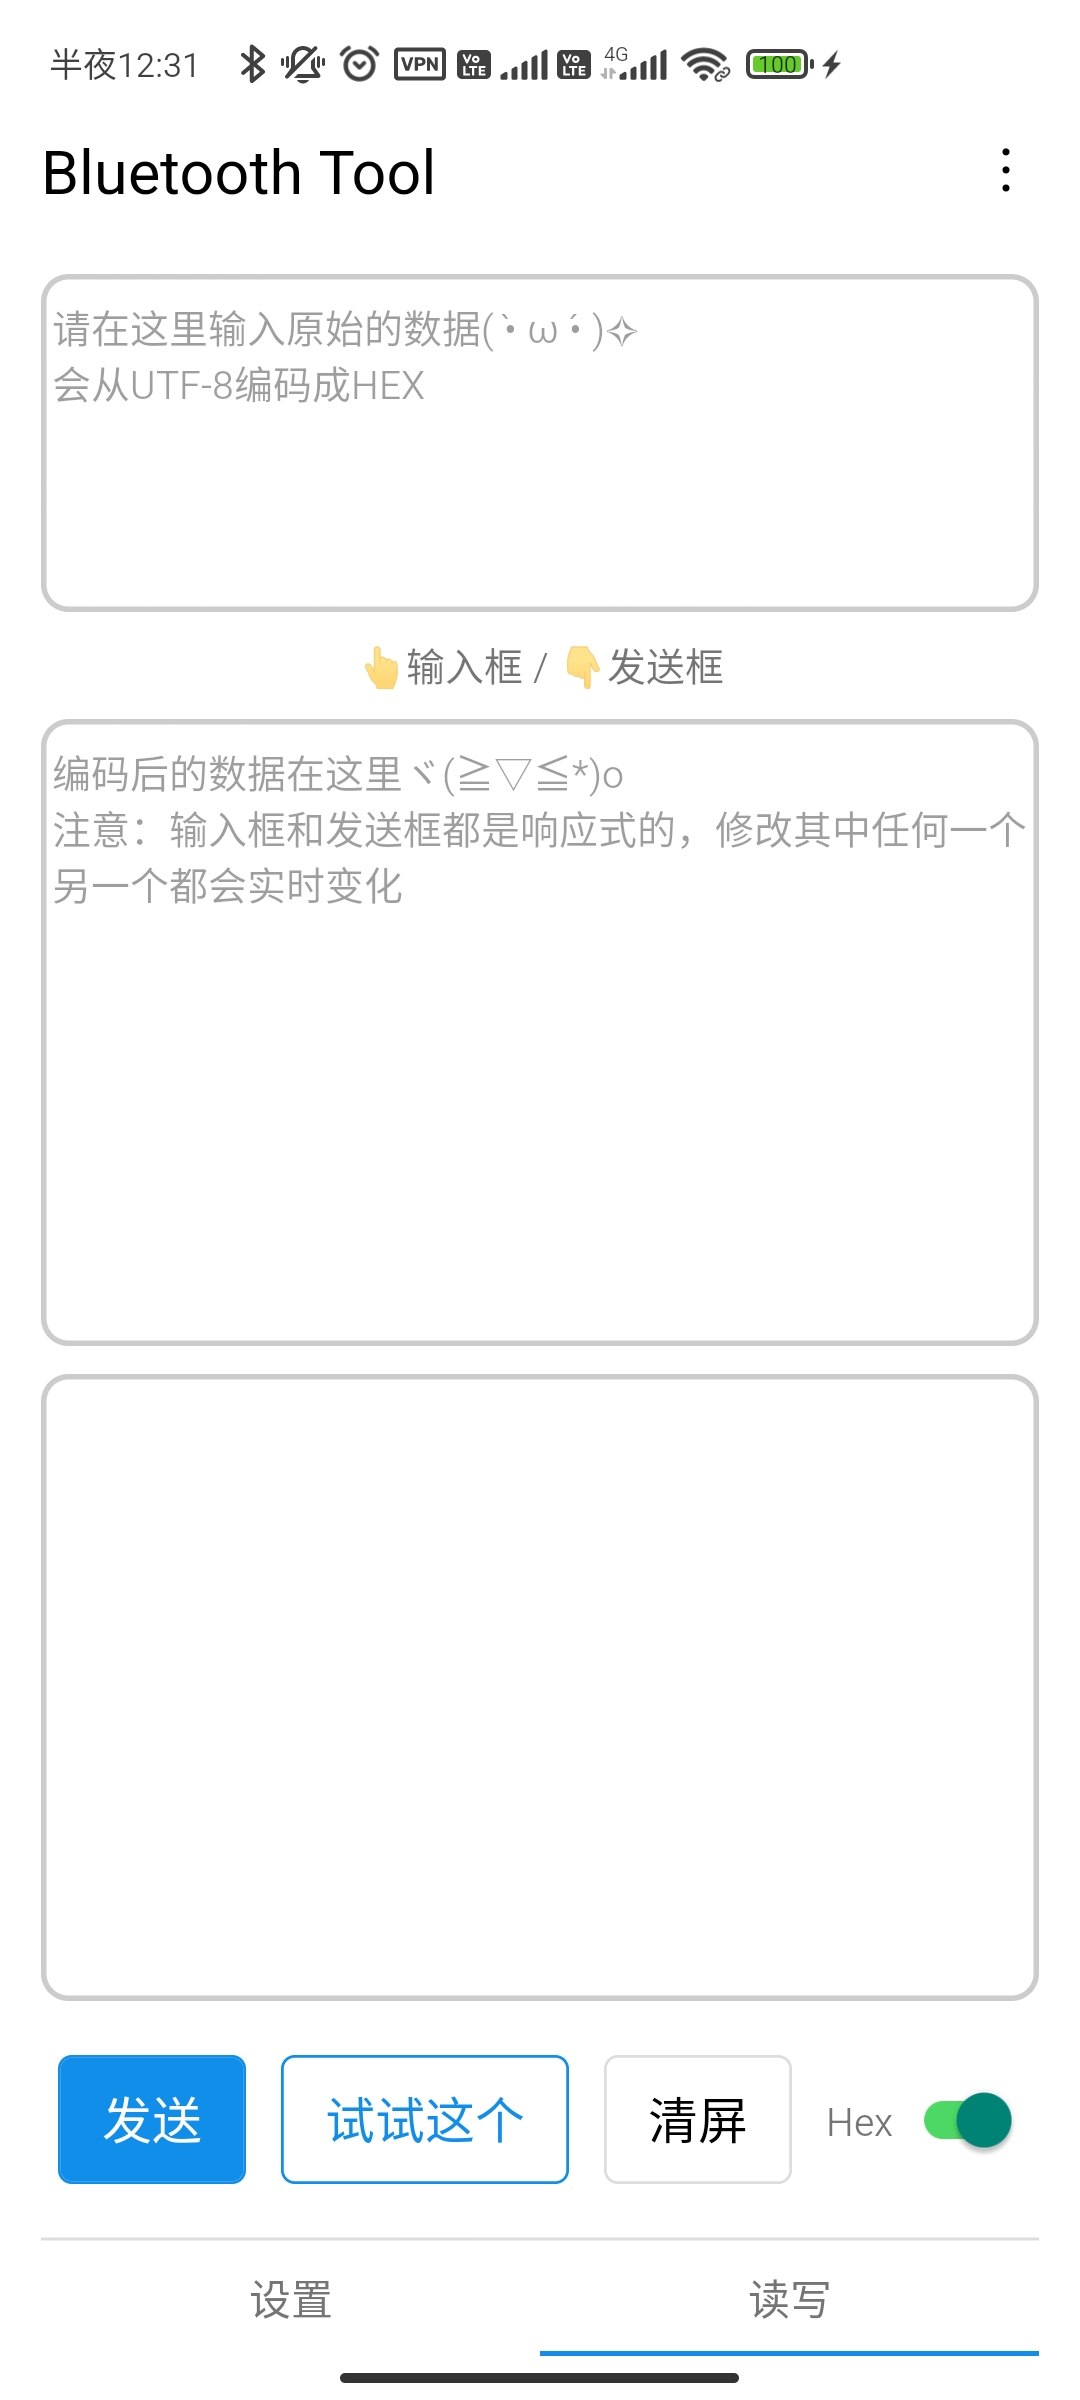 半夜12:31 VPN VoLTE VoLTE 4G 100
Bluetooth Tool
请在这里输入原始的数据( •̀ ω •́ )✧
会从UTF-8编码成HEX
👆输入框 / 👇发送框
编码后的数据在这里ヾ(≧▽≦*)o
注意：输入框和发送框都是响应式的，修改其中任何一个
另一个都会实时变化
发送 试试这个 清屏 Hex
设置 读写